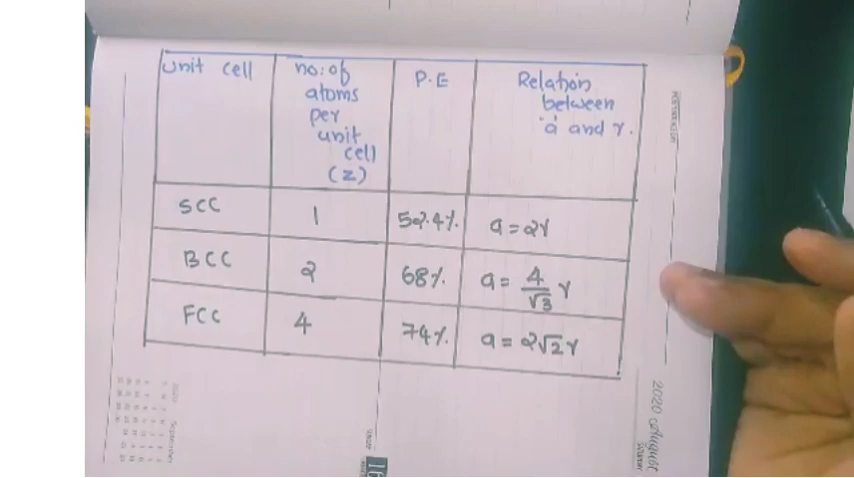 unit cell
no: of
atoms
per
unit
cell
(Z)
P.E
Relation
between
'a' and r.
SCC
1
52.4%.
a = 2r
BCC
2
68%
a = 4/√3 r
FCC
4
74%.
a = 2√2 r
2020 August